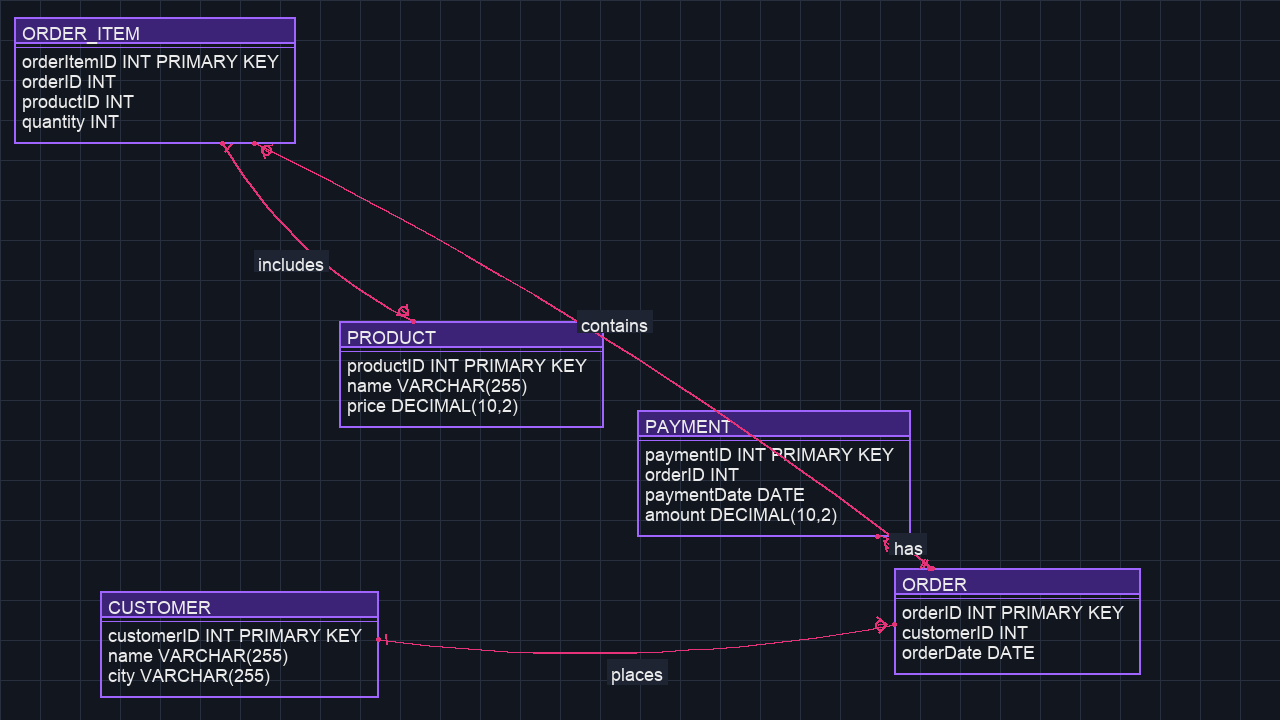 ORDER_ITEM
orderItemID INT PRIMARY KEY
orderID INT
productID INT
quantity INT
includes
contains
PRODUCT
productID INT PRIMARY KEY
name VARCHAR(255)
price DECIMAL(10,2)
PAYMENT
paymentID INT PRIMARY KEY
orderID INT
paymentDate DATE
amount DECIMAL(10,2)
has
ORDER
orderID INT PRIMARY KEY
customerID INT
orderDate DATE
CUSTOMER
customerID INT PRIMARY KEY
name VARCHAR(255)
city VARCHAR(255)
places